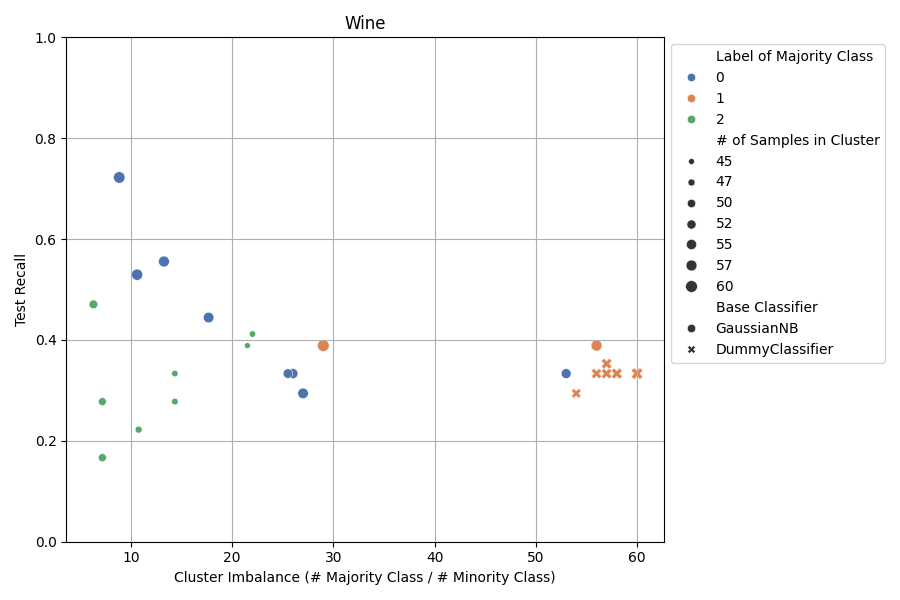 Wine
1.0
0.8
0.6
0.4
0.2
0.0
Test Recall
10
20
30
40
50
60
Cluster Imbalance (# Majority Class / # Minority Class)
Label of Majority Class
0
1
2
# of Samples in Cluster
45
47
50
52
55
57
60
Base Classifier
GaussianNB
DummyClassifier